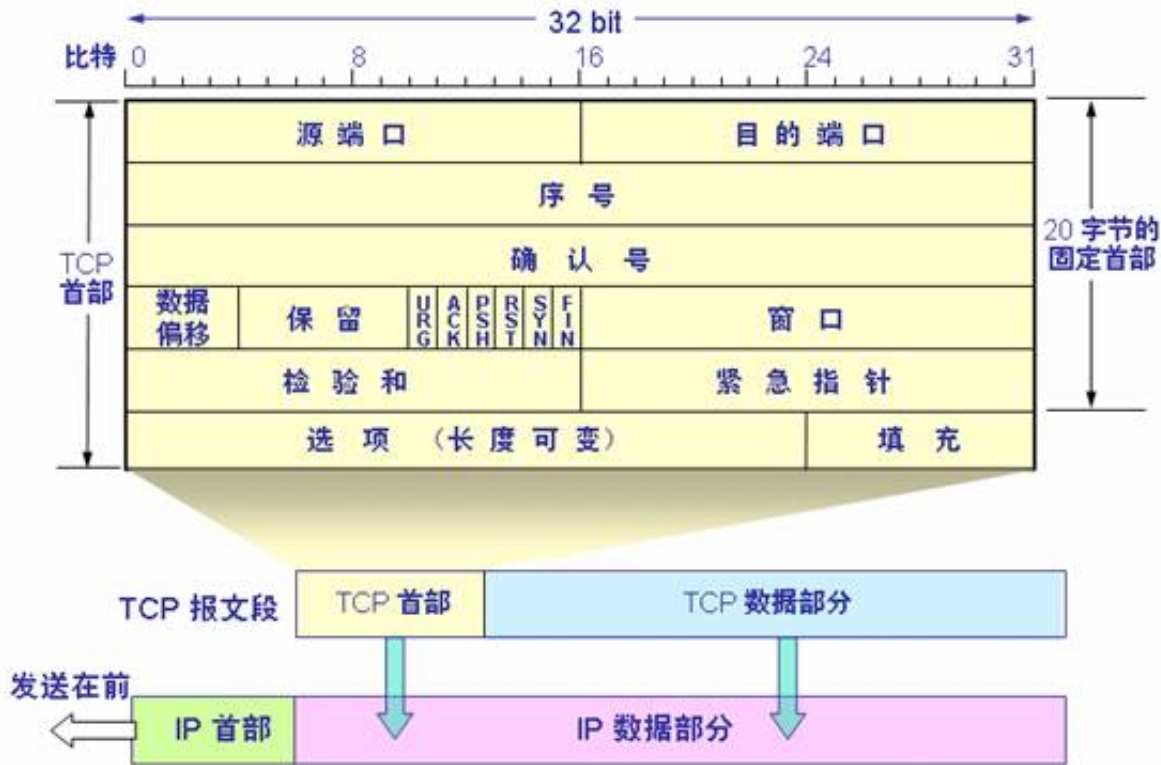 32 bit
比特 0 8 16 24 31
源端口 目的端口
序号
确认号
TCP
首部
20 字节的
固定首部
数据
偏移
保留
URG
ACK
PSH
RST
SYN
FIN
窗口
检验和 紧急指针
选项 (长度可变) 填充
TCP 报文段 TCP 首部 TCP 数据部分
发送在前
IP 首部 IP 数据部分